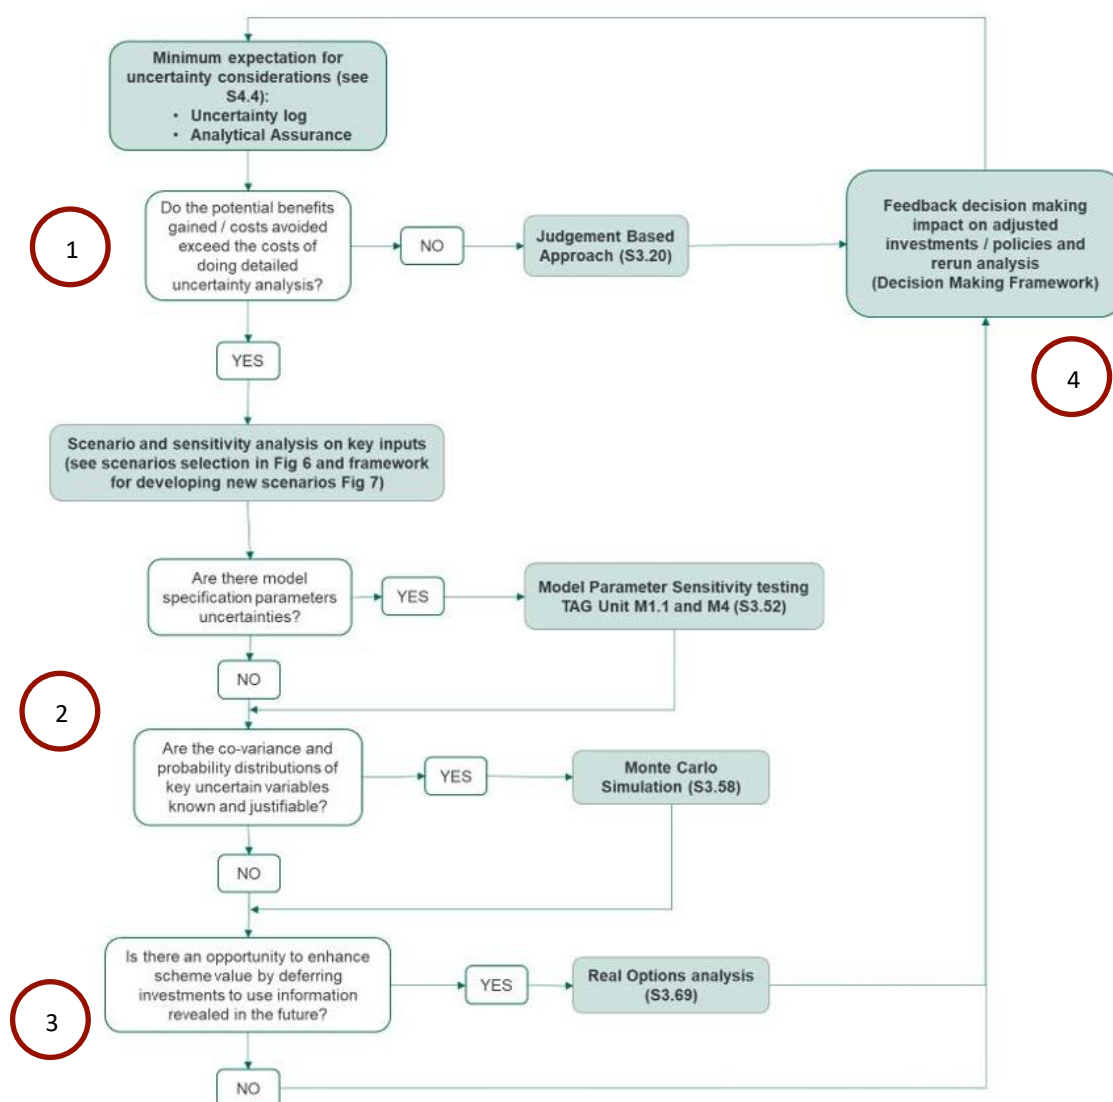 Minimum expectation for
uncertainty considerations (see
S4.4):
• Uncertainty log
• Analytical Assurance
1
Do the potential benefits
gained / costs avoided
exceed the costs of
doing detailed
uncertainty analysis?
NO
Judgement Based
Approach (S3.20)
Feedback decision making
impact on adjusted
investments / policies and
rerun analysis
(Decision Making Framework)
4
YES
Scenario and sensitivity analysis on key inputs
(see scenarios selection in Fig 6 and framework
for developing new scenarios Fig 7)
Are there model
specification parameters
uncertainties?
YES
Model Parameter Sensitivity testing
TAG Unit M1.1 and M4 (S3.52)
NO
2
Are the co-variance and
probability distributions of
key uncertain variables
known and justifiable?
YES
Monte Carlo
Simulation (S3.58)
NO
3
Is there an opportunity to enhance
scheme value by deferring
investments to use information
revealed in the future?
YES
Real Options analysis
(S3.69)
NO